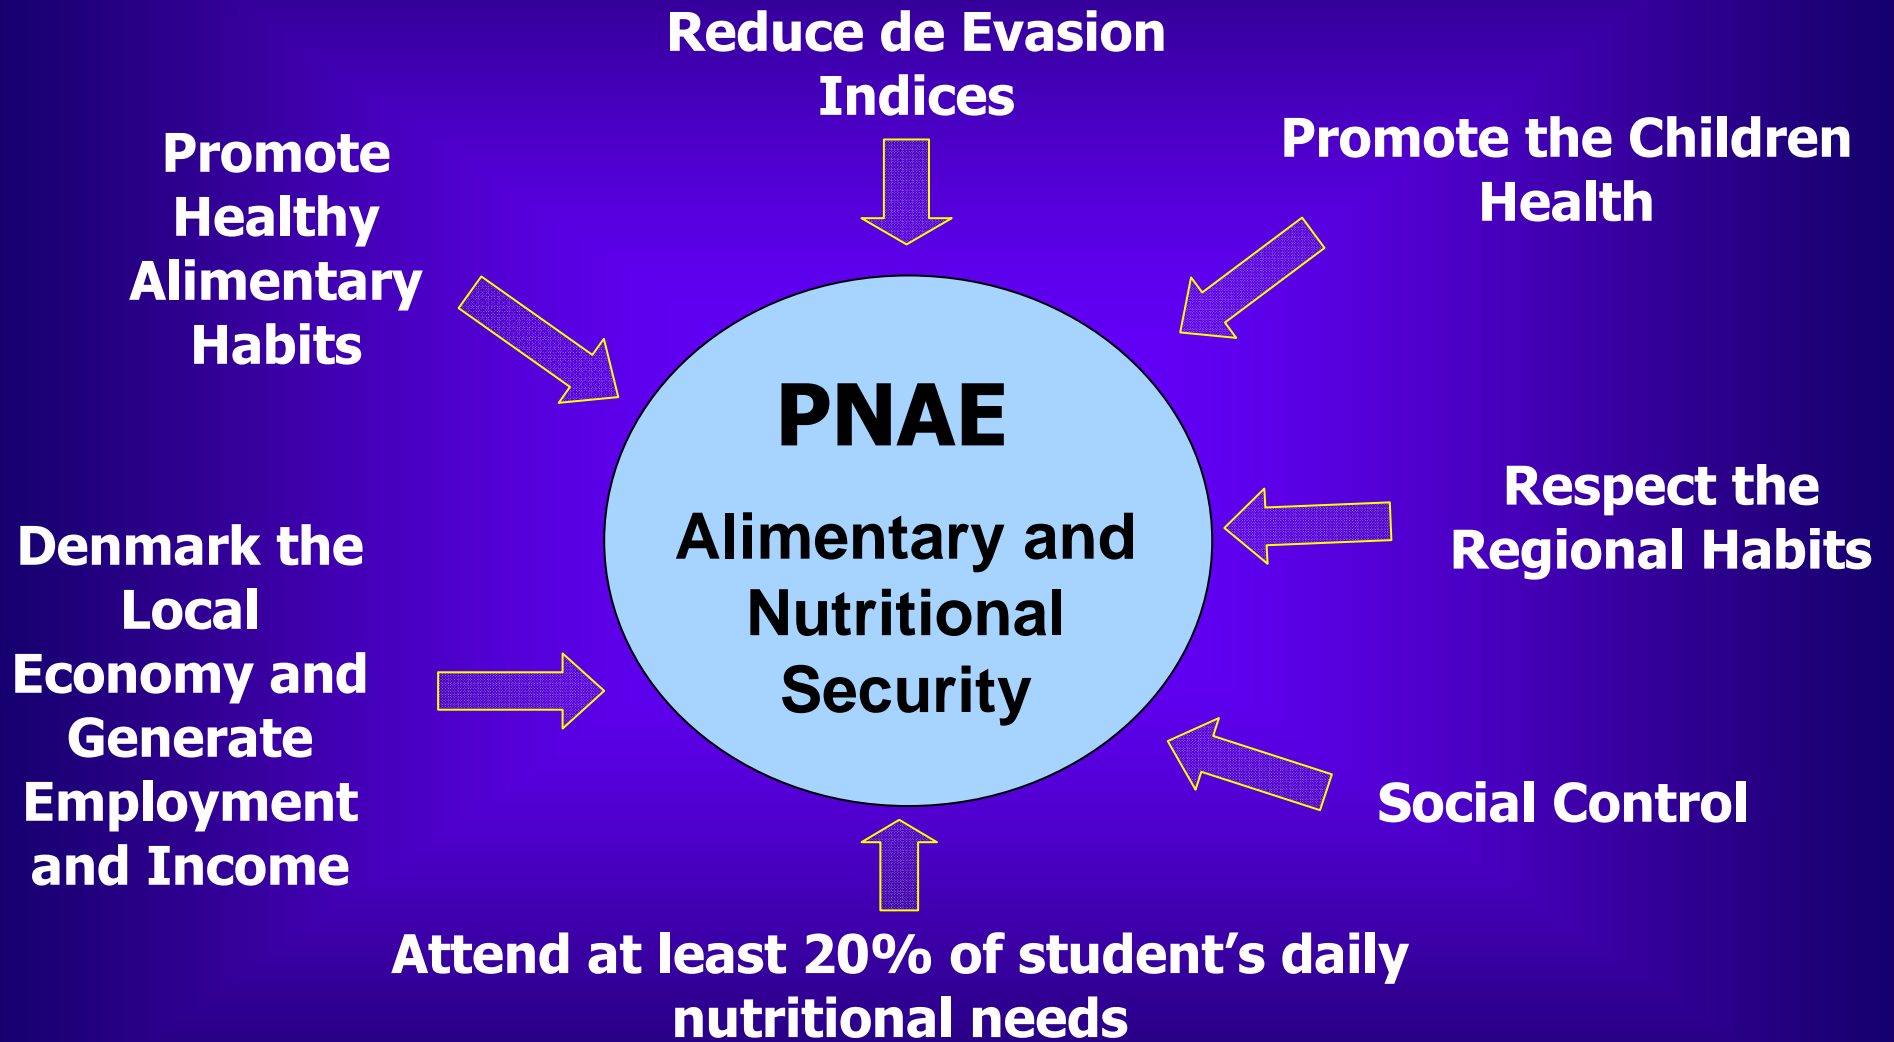 Reduce de Evasion
Indices
Promote
Healthy
Alimentary
Habits
Promote the Children
Health
PNAE
Alimentary and
Nutritional
Security
Respect the
Regional Habits
Denmark the
Local
Economy and
Generate
Employment
and Income
Social Control
Attend at least 20% of student’s daily
nutritional needs